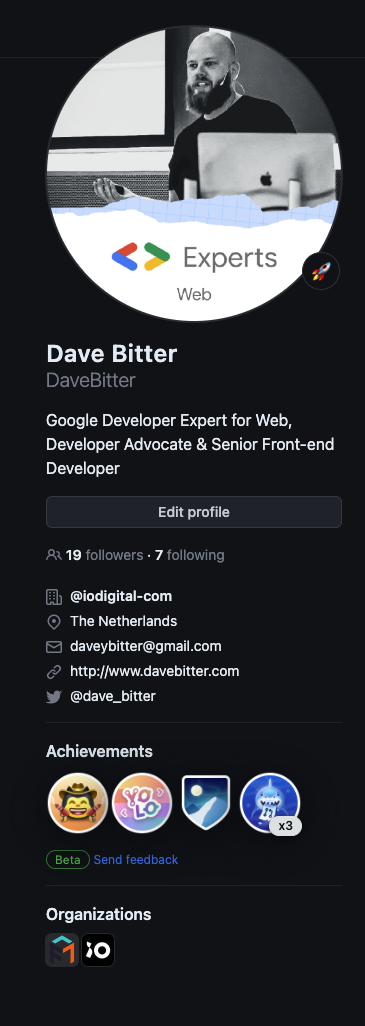 Experts
Web
Dave Bitter
DaveBitter
Google Developer Expert for Web,
Developer Advocate & Senior Front-end
Developer
Edit profile
19 followers · 7 following
@iodigital-com
The Netherlands
daveybitter@gmail.com
http://www.davebitter.com
@dave_bitter
Achievements
YOLO
x3
Beta Send feedback
Organizations
iO